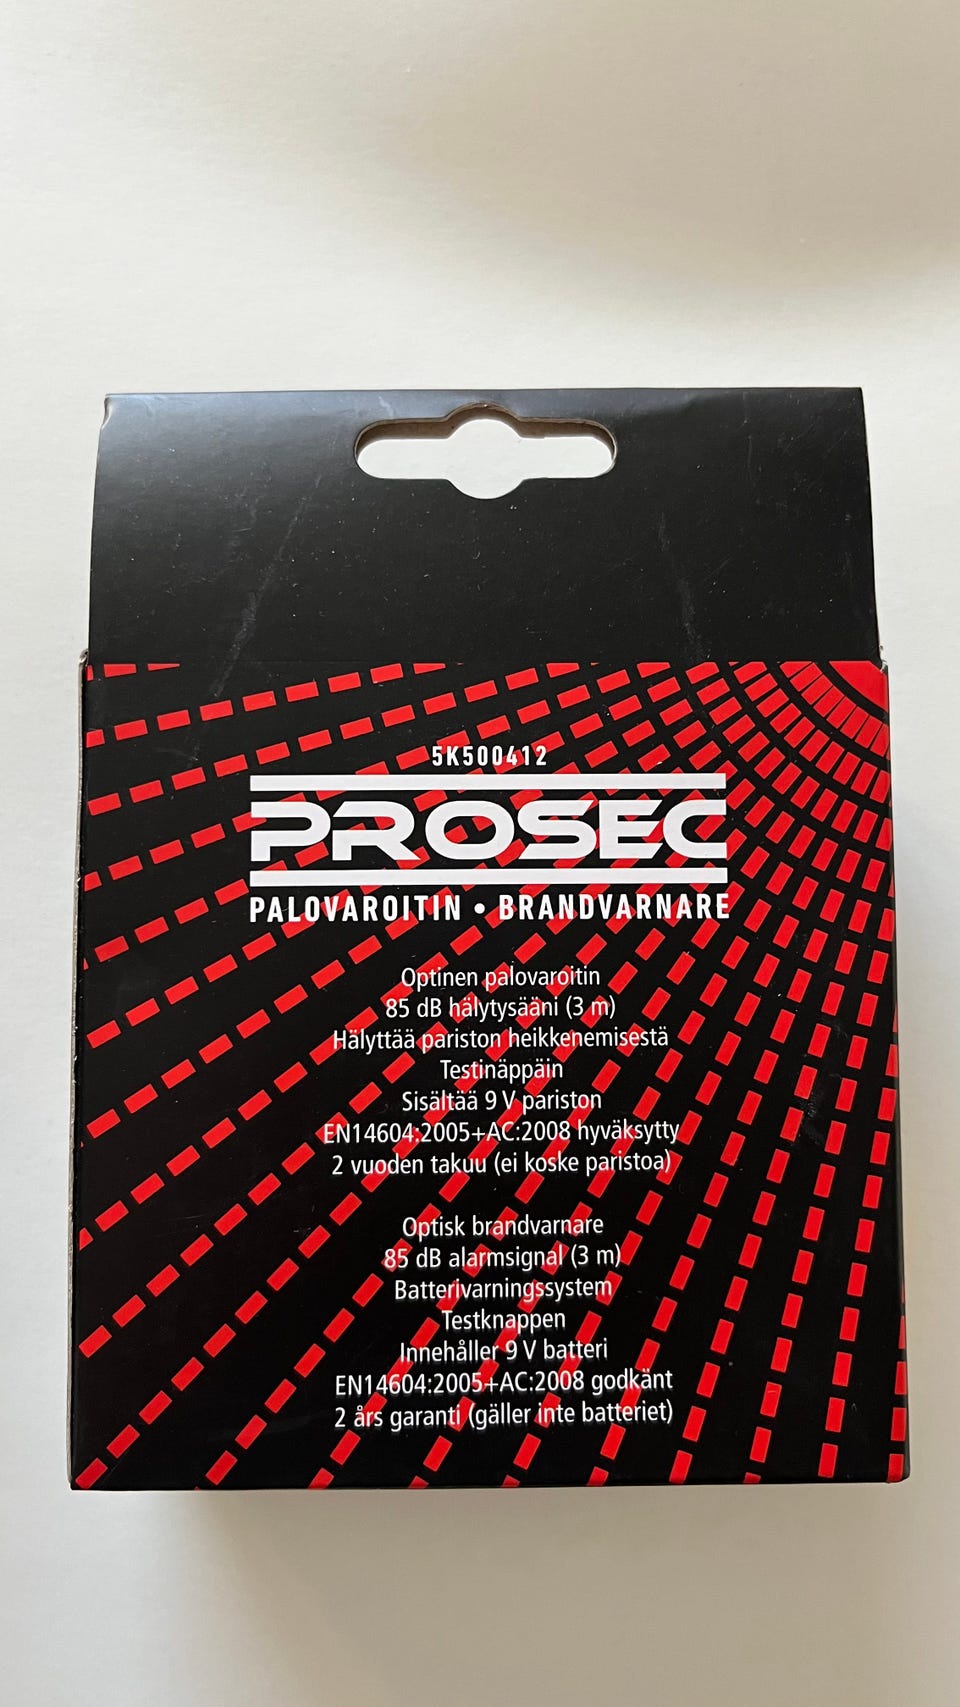 5K500412
PROSEC
PALOVAROITIN • BRANDVARNARE
Optinen palovaroitin
85 dB hälytysääni (3 m)
Hälyttää pariston heikkenemisestä
Testinäppäin
Sisältää 9 V pariston
EN14604:2005+AC:2008 hyväksytty
2 vuoden takuu (ei koske paristoa)
Optisk brandvarnare
85 dB alarmsignal (3 m)
Batterivarningssystem
Testknappen
Innehåller 9 V batteri
EN14604:2005+AC:2008 godkänt
2 års garanti (gäller inte batteriet)